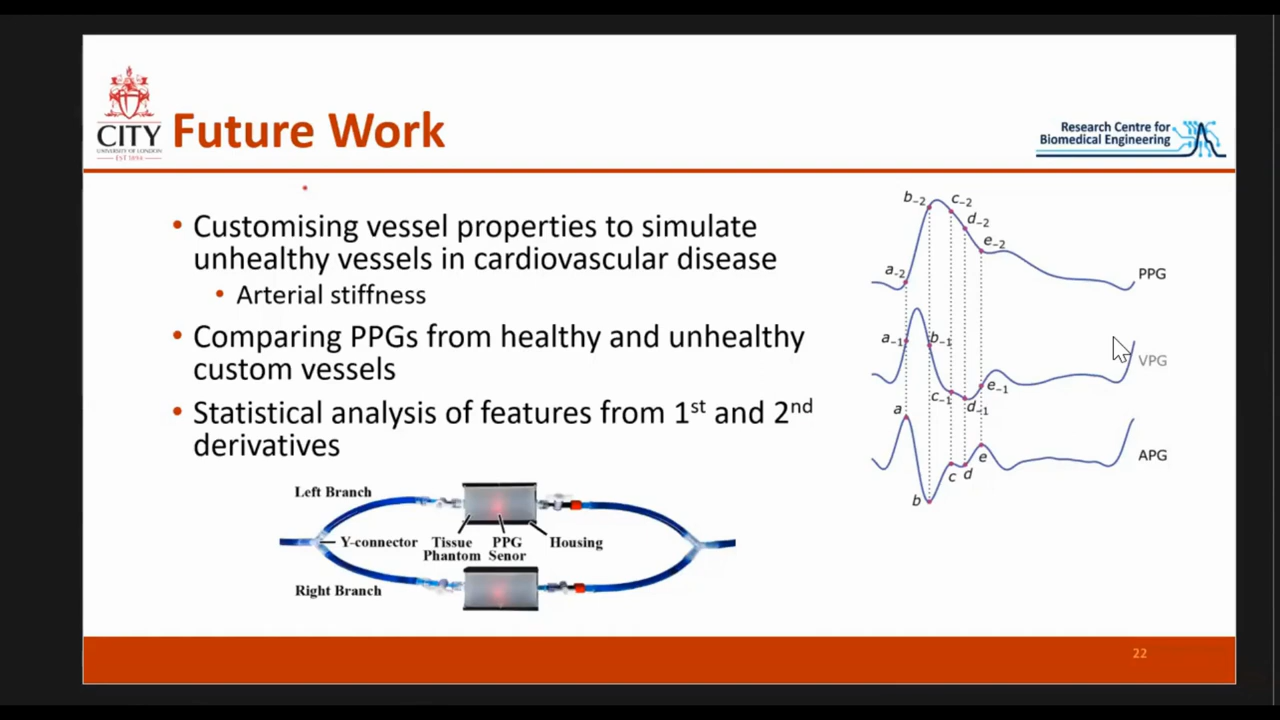 CITY
UNIVERSITY OF LONDON
EST 1894
Future Work
Research Centre for
Biomedical Engineering
• Customising vessel properties to simulate
unhealthy vessels in cardiovascular disease
• Arterial stiffness
• Comparing PPGs from healthy and unhealthy
custom vessels
• Statistical analysis of features from 1st and 2nd
derivatives
Left Branch
Y-connector
Tissue
Phantom
PPG
Senor
Housing
Right Branch
b-2
c-2
d-2
e-2
a-2
PPG
a-1
b-1
VPG
c-1
d-1
e-1
a
APG
b
c
d
e
22